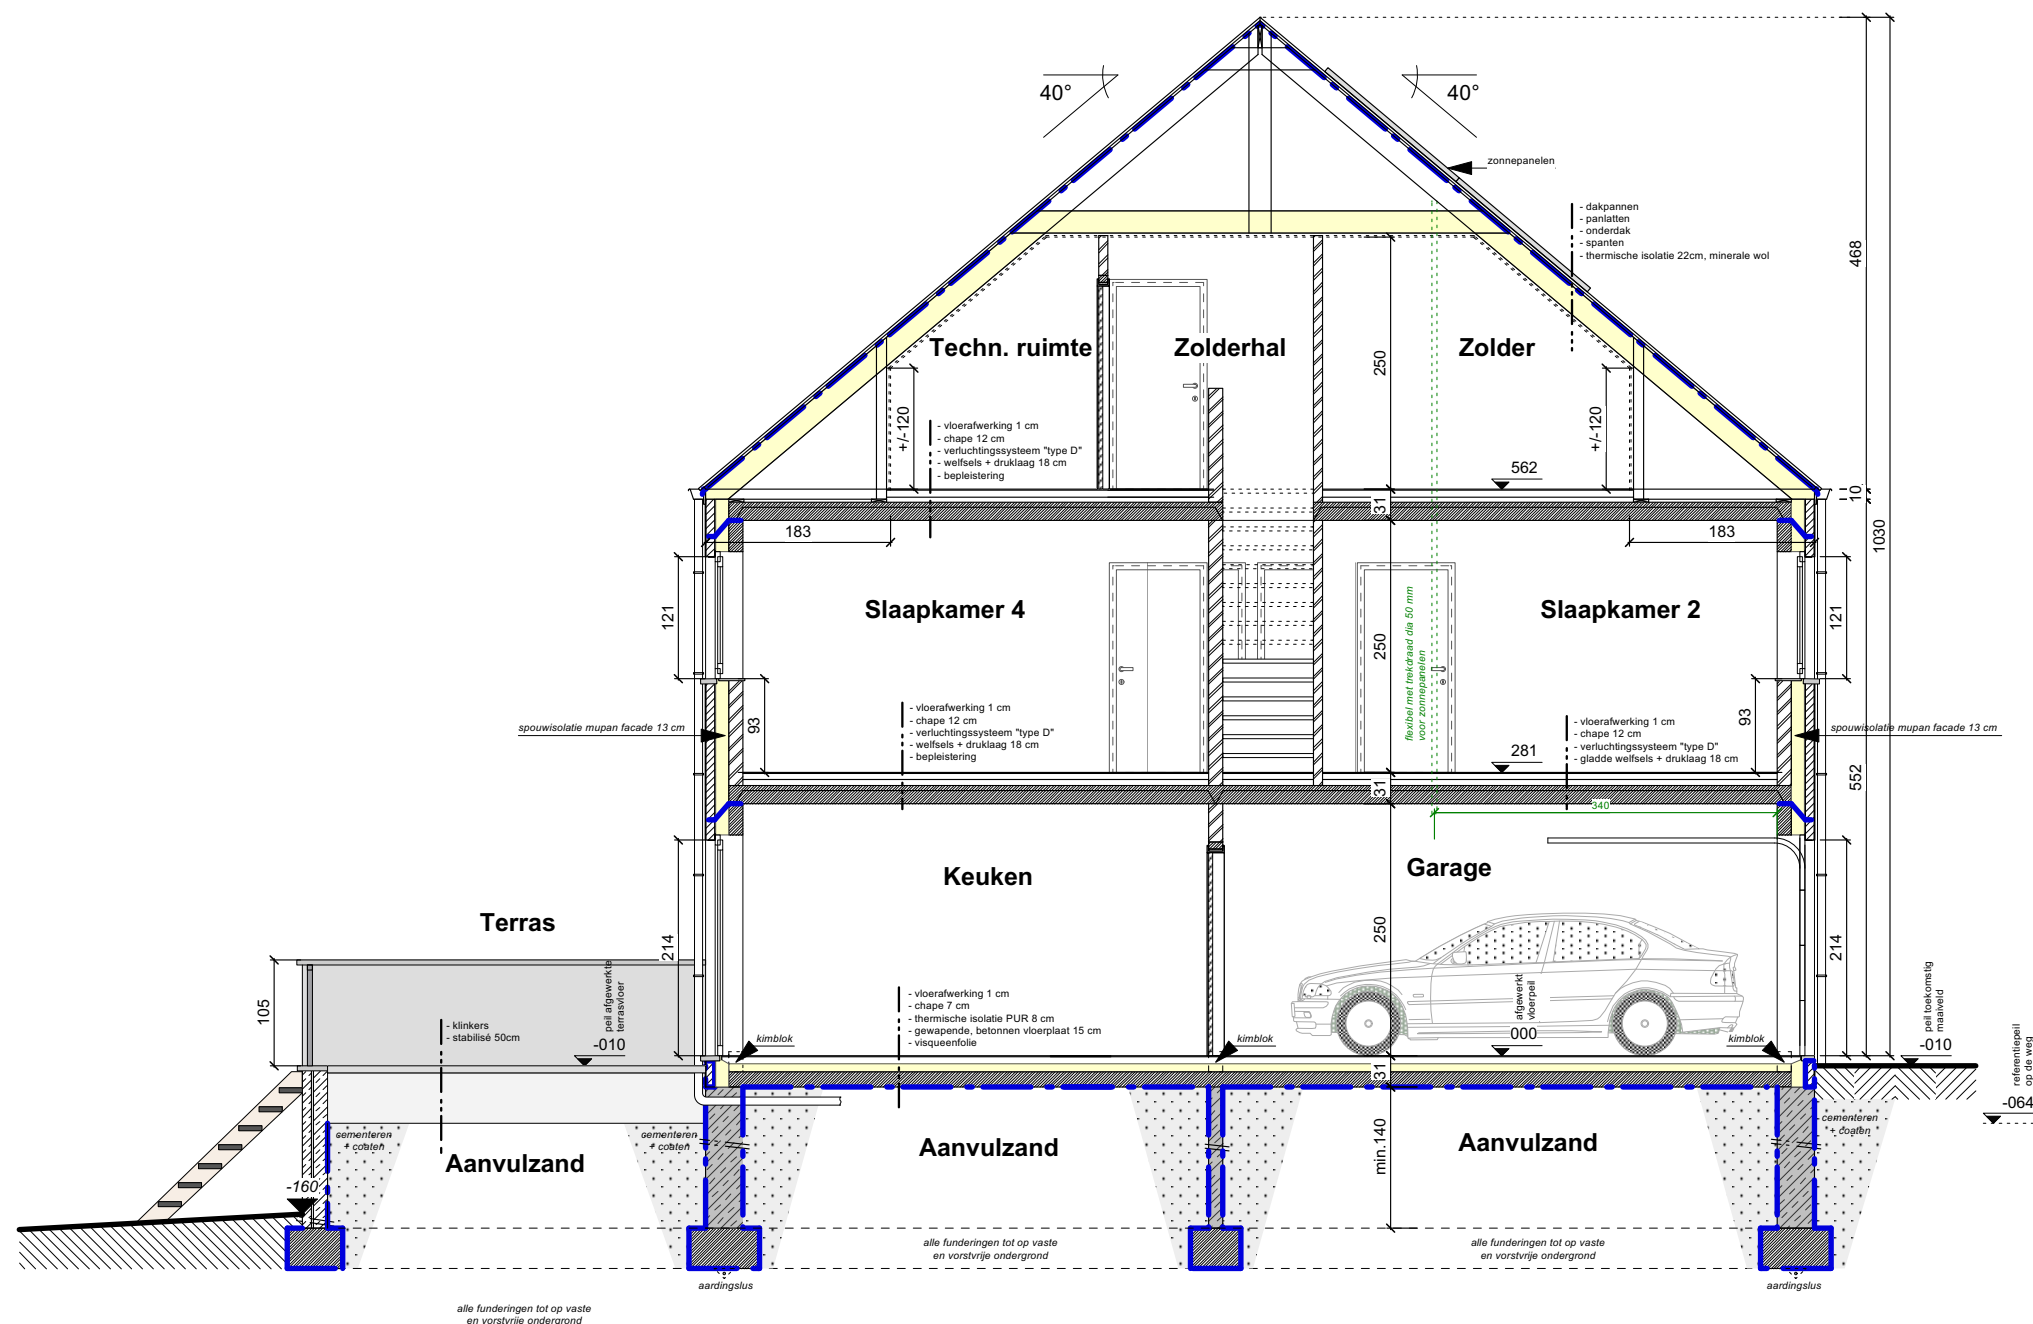 40°
40°
zonnepanelen
- dakpannen
- panlatten
- onderdak
- spanten
- thermische isolatie 22cm, minerale wol
468
1030
Techn. ruimte
Zolderhal
Zolder
250
+/-120
+/-120
- vloerafwerking 1 cm
- chape 12 cm
- verluchtingssysteem "type D"
- welfsels + druklaag 18 cm
- bepleistering
562
10
31
183
183
121
121
Slaapkamer 4
Slaapkamer 2
250
flexibel met trekdraad dia 50 mm
voor zonnepanelen
93
93
spouwisolatie mupan facade 13 cm
- vloerafwerking 1 cm
- chape 12 cm
- verluchtingssysteem "type D"
- welfsels + druklaag 18 cm
- bepleistering
281
- vloerafwerking 1 cm
- chape 12 cm
- verluchtingssysteem "type D"
- gladde welfsels + druklaag 18 cm
spouwisolatie mupan facade 13 cm
552
31
340
Keuken
Garage
Terras
214
250
214
105
peil afgewerkte
terrasvloer
-010
- klinkers
- stabilisé 50cm
- vloerafwerking 1 cm
- chape 7 cm
- thermische isolatie PUR 8 cm
- gewapende, betonnen vloerplaat 15 cm
- visqueenfolie
kimblok
kimblok
afgewerkt
vloerpeil
000
kimblok
peil toekomstig
maaiveld
-010
referentiepeil
op de weg
-064
31
cementeren
+ coaten
cementeren
+ coaten
cementeren
+ coaten
Aanvulzand
Aanvulzand
Aanvulzand
min.140
-160
alle funderingen tot op vaste
en vorstvrije ondergrond
alle funderingen tot op vaste
en vorstvrije ondergrond
aardingslus
aardingslus
alle funderingen tot op vaste
en vorstvrije ondergrond